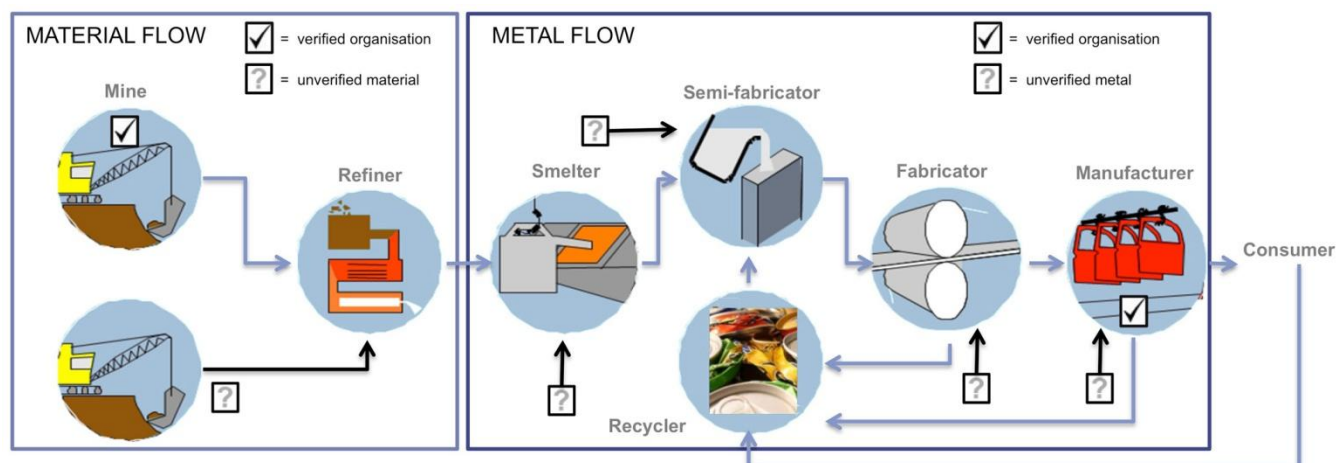 MATERIAL FLOW
= verified organisation
? = unverified material
Mine
Refiner
?
METAL FLOW
= verified organisation
? = unverified metal
Semi-fabricator
?
Smelter
Fabricator
Manufacturer
Consumer
?
?
?
Recycler